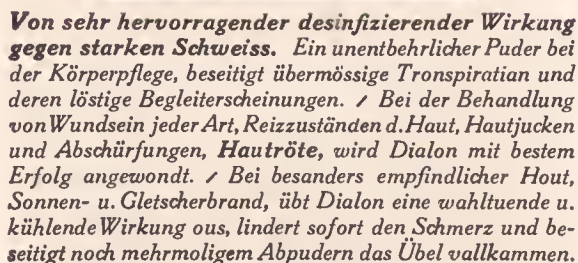 Von sehr hervorragender desinfizierender Wirkung
gegen starken Schweiss. Ein unentbehrlicher Puder bei
der Körperpflege, beseitigt übermössige Tronspiratian und
deren löstige Begleiterscheinungen. / Bei der Behandlung
von Wundsein jeder Art, Reizzuständen d. Haut, Hautjucken
und Abschürfungen, Hautröte, wird Dialon mit bestem
Erfolg angewondt. / Bei besanders empfindlicher Hout,
Sonnen- u. Gletscherbrand, übt Dialon eine wahltuende u.
kühlende Wirkung ous, lindert sofort den Schmerz und be-
seitigt noch mehrmoligem Abpudern das Übel vallkammen.